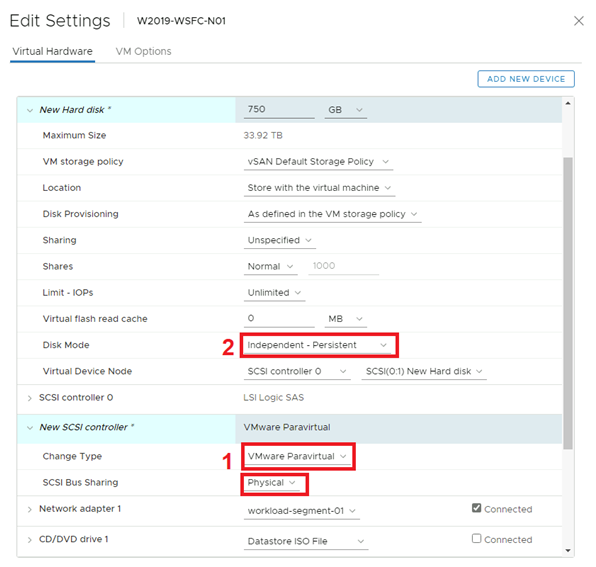 Edit Settings W2019-WSFC-N01
Virtual Hardware VM Options
ADD NEW DEVICE
New Hard disk * 750 GB
Maximum Size 33.92 TB
VM storage policy vSAN Default Storage Policy
Location Store with the virtual machine
Disk Provisioning As defined in the VM storage policy
Sharing Unspecified
Shares Normal 1000
Limit - IOPs Unlimited
Virtual flash read cache 0 MB
Disk Mode 2 Independent - Persistent
Virtual Device Node SCSI controller 0 SCSI(0:1) New Hard disk
SCSI controller 0 LSI Logic SAS
New SCSI controller * VMware Paravirtual
Change Type 1 VMware Paravirtual
SCSI Bus Sharing Physical
Network adapter 1 workload-segment-01 Connected
CD/DVD drive 1 Datastore ISO File Connected